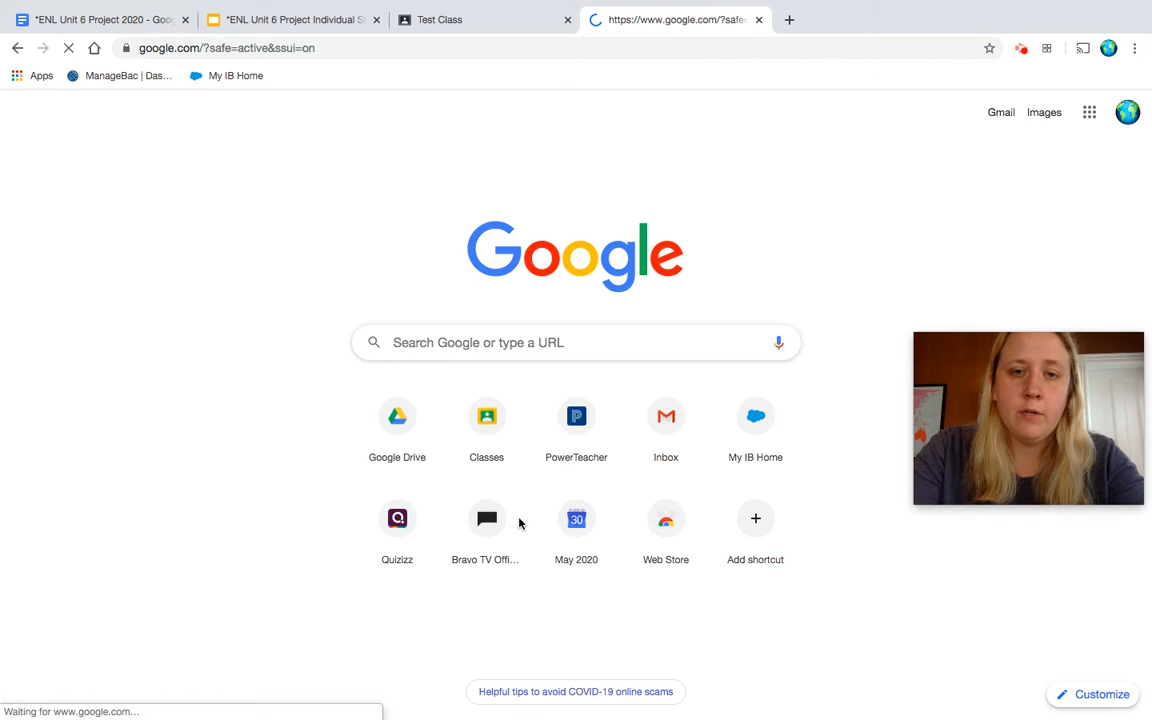 *ENL Unit 6 Project 2020 - Goog
*ENL Unit 6 Project Individual S
Test Class
https://www.google.com/?safe=
google.com/?safe=active&ssui=on
Apps
ManageBac | Das...
My IB Home
Gmail
Images
Google
Search Google or type a URL
Google Drive
Classes
PowerTeacher
Inbox
My IB Home
30
Quizizz
Bravo TV Offi...
May 2020
Web Store
Add shortcut
Helpful tips to avoid COVID-19 online scams
Customize
Waiting for www.google.com...